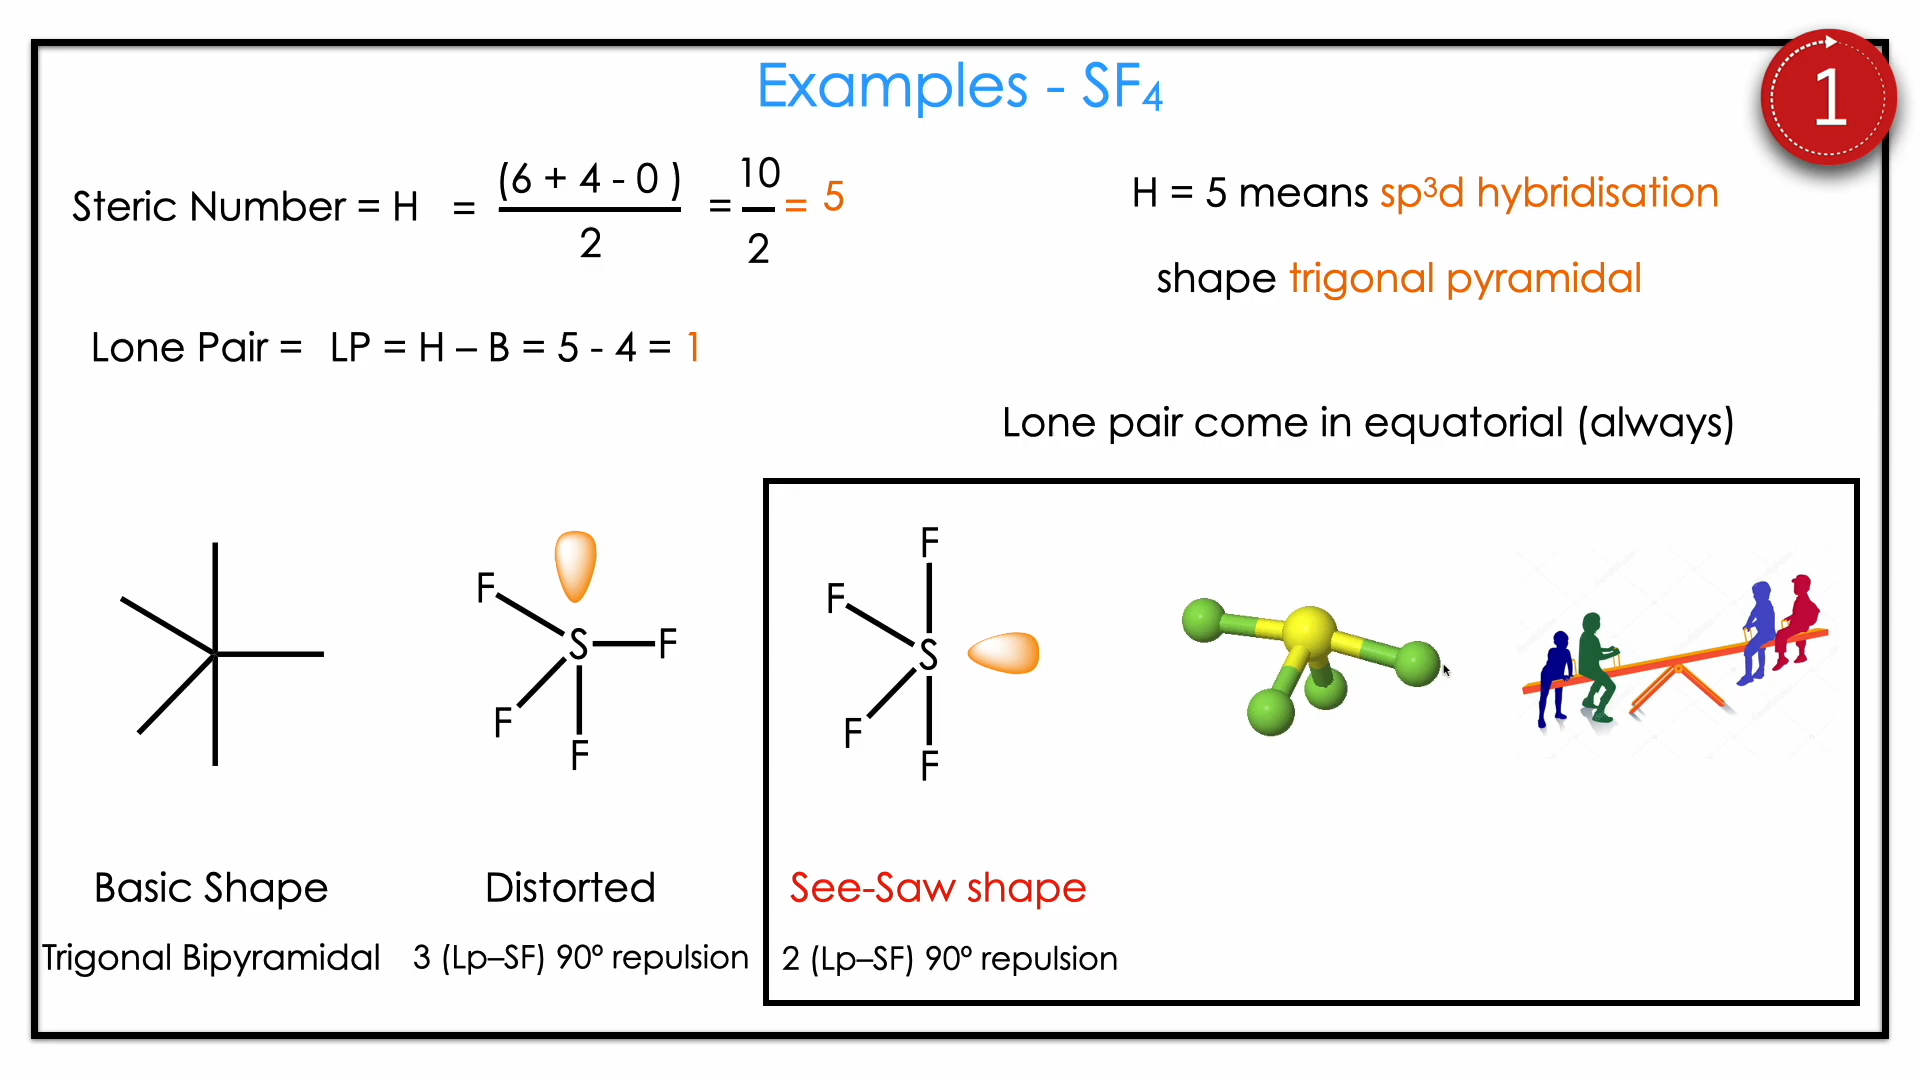 Examples - SF₄
1
Steric Number = H = (6 + 4 - 0 ) / 2 = 10 / 2 = 5
H = 5 means sp³d hybridisation
shape trigonal pyramidal
Lone Pair = LP = H – B = 5 - 4 = 1
Lone pair come in equatorial (always)
F
F S F
F
F
F
F
S
F
F
Basic Shape
Distorted
See-Saw shape
Trigonal Bipyramidal
3 (Lp–SF) 90º repulsion
2 (Lp–SF) 90º repulsion